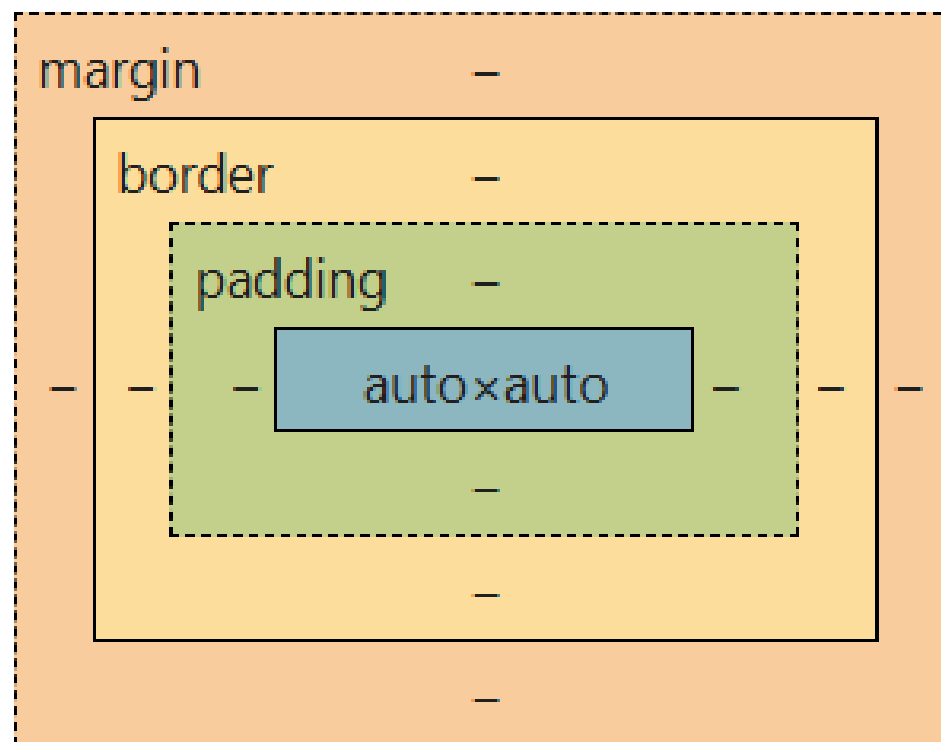 margin –
border –
padding –
– – – auto×auto – – –
–
–
–